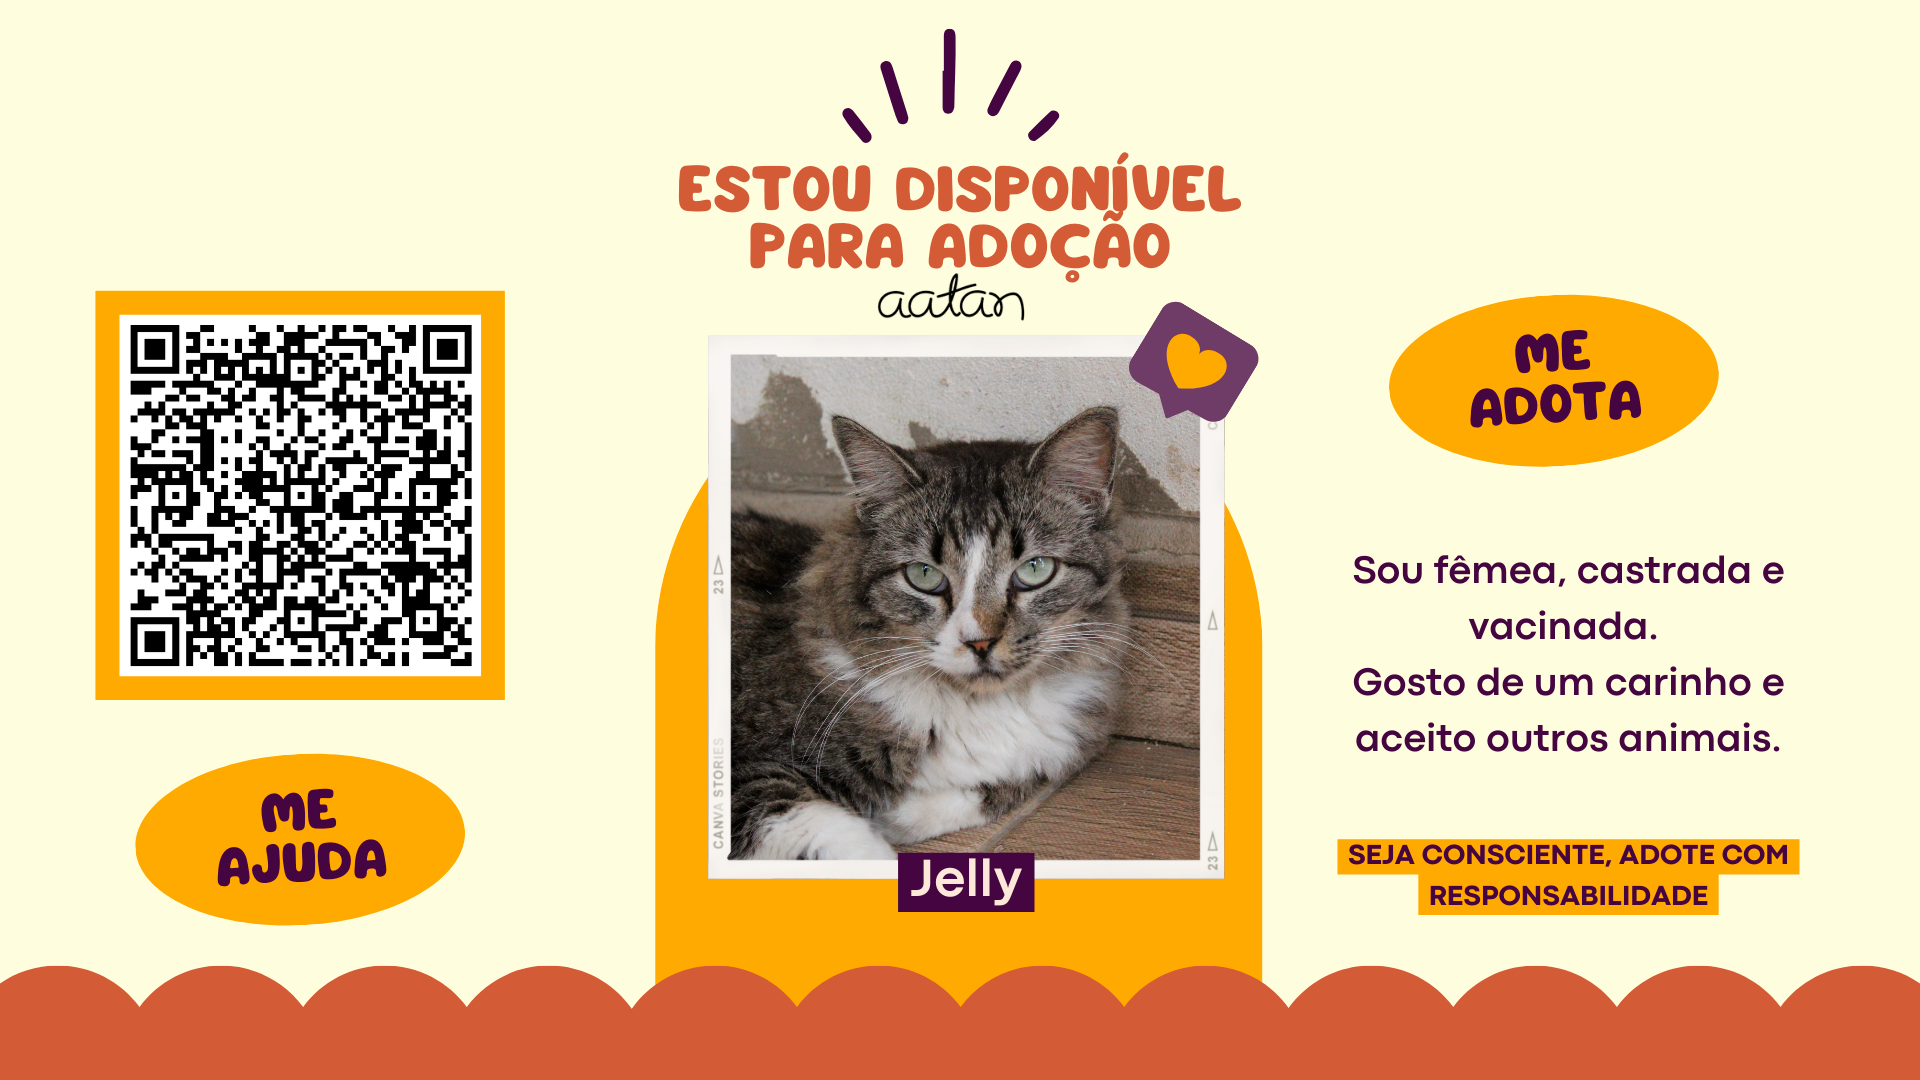 ESTOU DISPONÍVEL
PARA ADOÇÃO
aatan
ME
AJUDA
23
CANVA STORIES
23
Jelly
ME
ADOTA
Sou fêmea, castrada e
vacinada.
Gosto de um carinho e
aceito outros animais.
SEJA CONSCIENTE, ADOTE COM
RESPONSABILIDADE